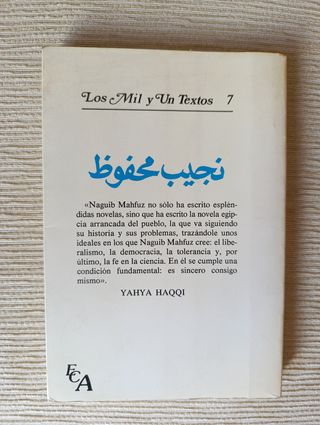 Los Mil y Un Textos 7
نجيب محفوظ
«Naguib Mahfuz no sólo ha escrito esplén-
didas novelas, sino que ha escrito la novela egip-
cia arrancada del pueblo, la que va siguiendo
su historia y sus problemas, trazándole unos
ideales en los que Naguib Mahfuz cree: el libe-
ralismo, la democracia, la tolerancia y, por
último, la fe en la ciencia. En él se cumple una
condición fundamental: es sincero consigo
mismo».
YAHYA HAQQI
ECA